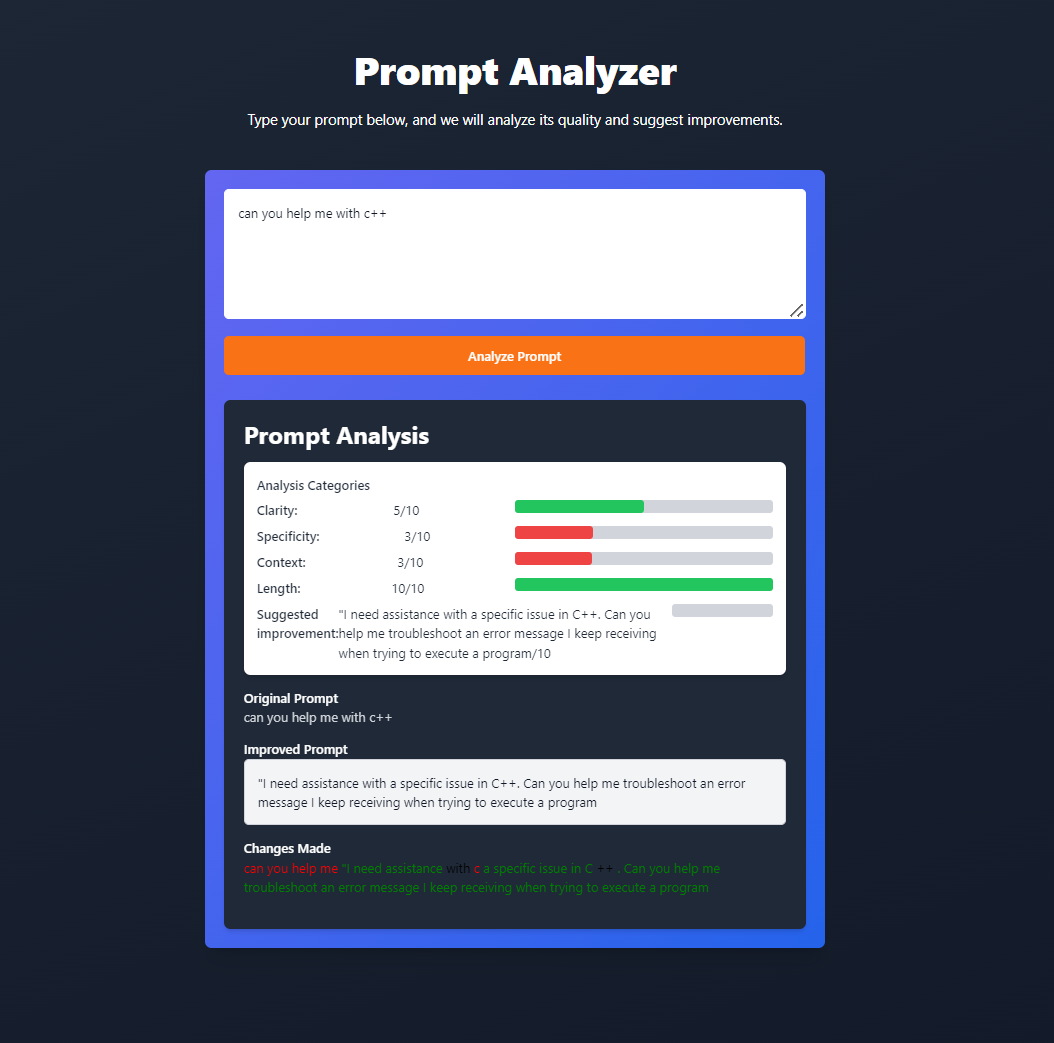 Prompt Analyzer
Type your prompt below, and we will analyze its quality and suggest improvements.
can you help me with c++
Analyze Prompt
Prompt Analysis
Analysis Categories
Clarity: 5/10
Specificity: 3/10
Context: 3/10
Length: 10/10
Suggested improvement:
"I need assistance with a specific issue in C++. Can you
help me troubleshoot an error message I keep receiving
when trying to execute a program/10
Original Prompt
can you help me with c++
Improved Prompt
"I need assistance with a specific issue in C++. Can you help me troubleshoot an error
message I keep receiving when trying to execute a program
Changes Made
can you help me "I need assistance with c a specific issue in C ++ . Can you help me
troubleshoot an error message I keep receiving when trying to execute a program